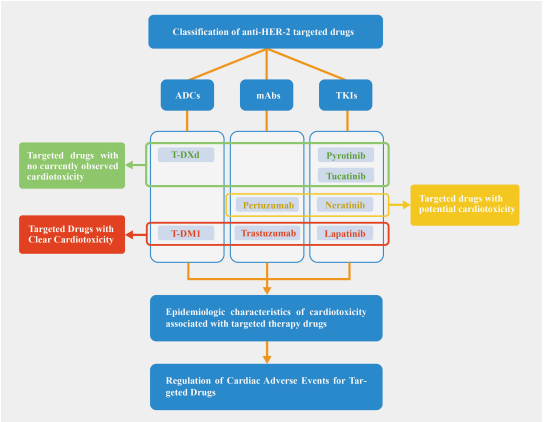 Classification of anti-HER-2 targeted drugs
ADCs
mAbs
TKIs
Targeted drugs with
no currently observed
cardiotoxicity
T-DXd
Pyrotinib
Tucatinib
Pertuzumab
Neratinib
Targeted drugs with
potential cardiotoxicity
Targeted Drugs with
Clear Cardiotoxicity
T-DM1
Trastuzumab
Lapatinib
Epidemiologic characteristics of cardiotoxicity
associated with targeted therapy drugs
Regulation of Cardiac Adverse Events for Tar-
geted Drugs